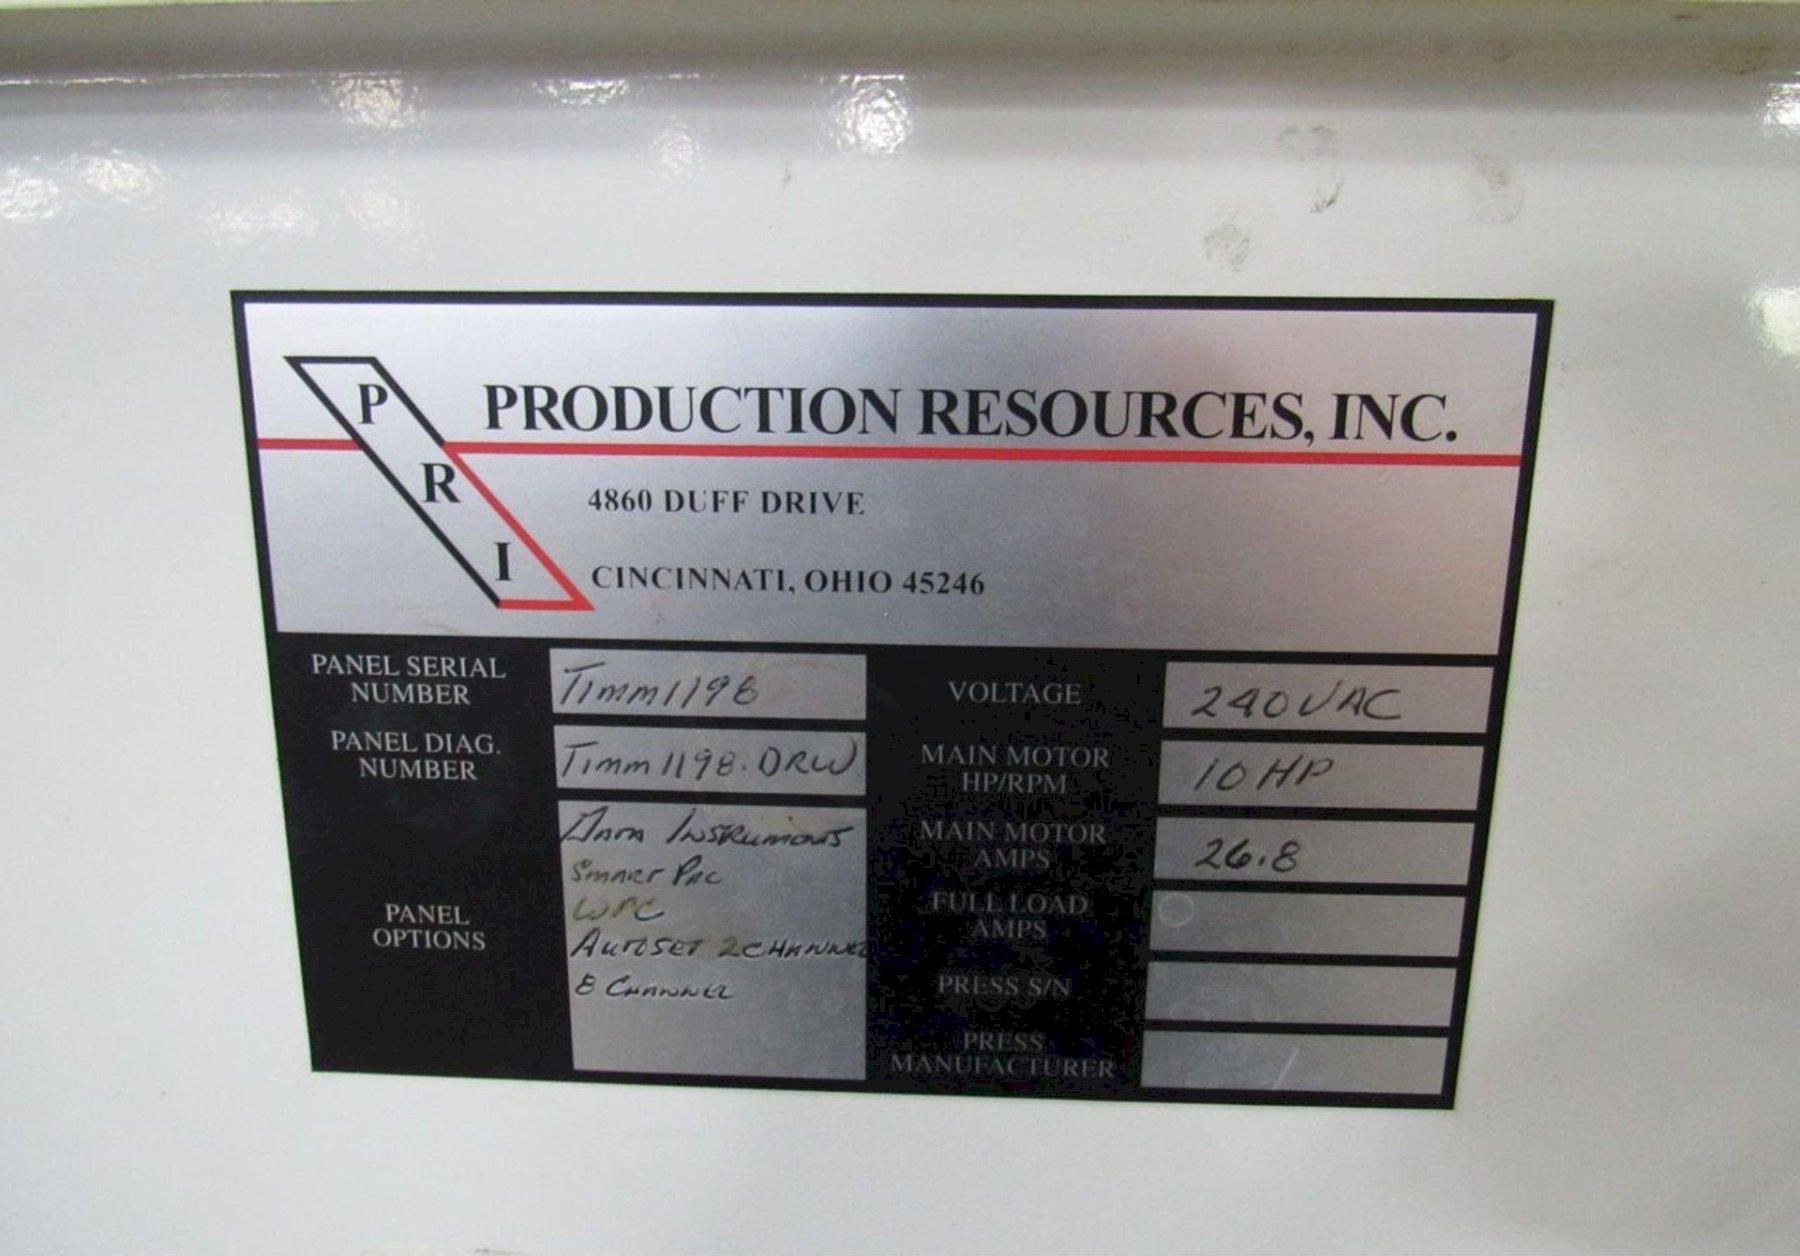 P
R
I
PRODUCTION RESOURCES, INC.
4860 DUFF DRIVE
CINCINNATI, OHIO 45246
PANEL SERIAL
NUMBER
TIMM1198
PANEL DIAG.
NUMBER
TIMM1198.DRW
PANEL
OPTIONS
DATA INSTRUMENTS
SMART PAC
WPC
AUTOSET 2 CHANNEL
8 CHANNEL
VOLTAGE
240VAC
MAIN MOTOR
HP/RPM
10 HP
MAIN MOTOR
AMPS
26.8
FULL LOAD
AMPS
PRESS S/N
PRESS
MANUFACTURER